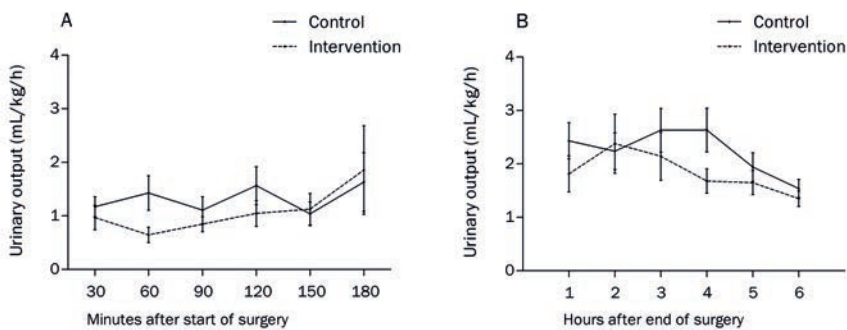 A
Control
Intervention
Urinary output (mL/kg/h)
4
3
2
1
0
30 60 90 120 150 180
Minutes after start of surgery
B
Control
Intervention
Urinary output (mL/kg/h)
4
3
2
1
0
1 2 3 4 5 6
Hours after end of surgery